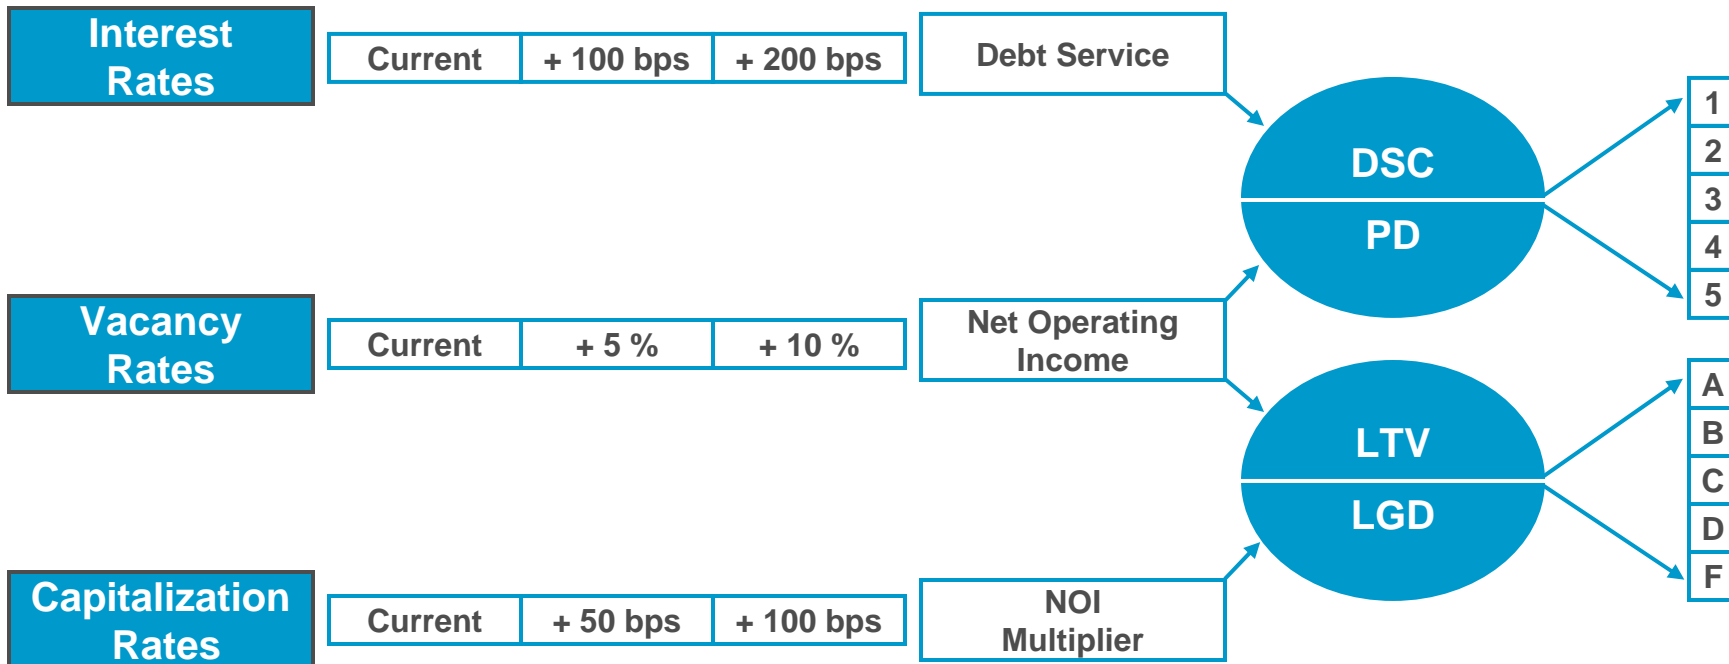 Interest
Rates
Current
+ 100 bps
+ 200 bps
Debt Service
DSC
PD
1
2
3
4
5
Vacancy
Rates
Current
+ 5 %
+ 10 %
Net Operating
Income
LTV
LGD
A
B
C
D
F
Capitalization
Rates
Current
+ 50 bps
+ 100 bps
NOI
Multiplier